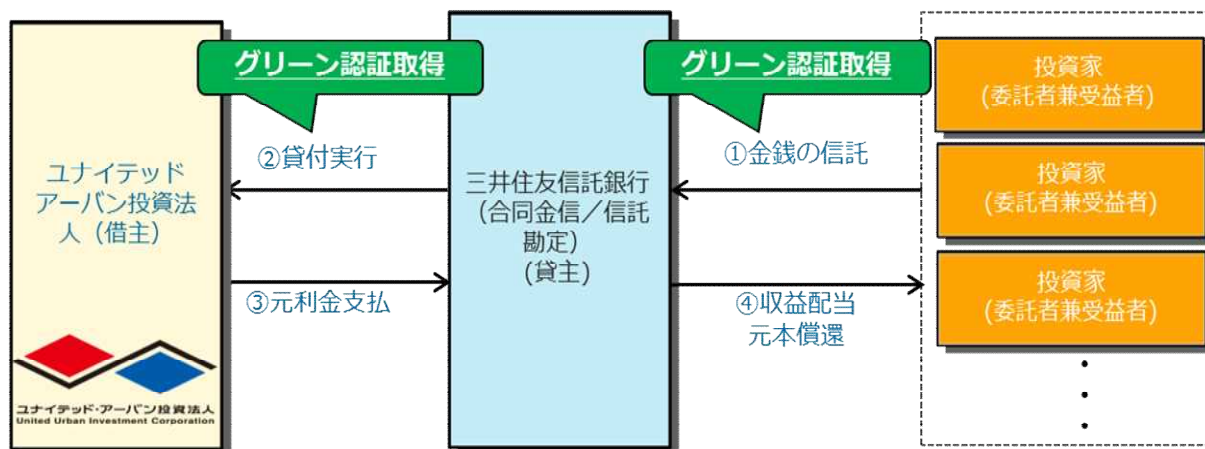 グリーン認証取得
グリーン認証取得
ユナイテッド
アーバン投資法
人（借主）
ユナイテッド・アーバン投資法人
United Urban Investment Corporation
②貸付実行
③元利金支払
三井住友信託銀行
（合同金信／信託
勘定）
(貸主)
①金銭の信託
④収益配当
元本償還
投資家
(委託者兼受益者)
投資家
(委託者兼受益者)
投資家
(委託者兼受益者)